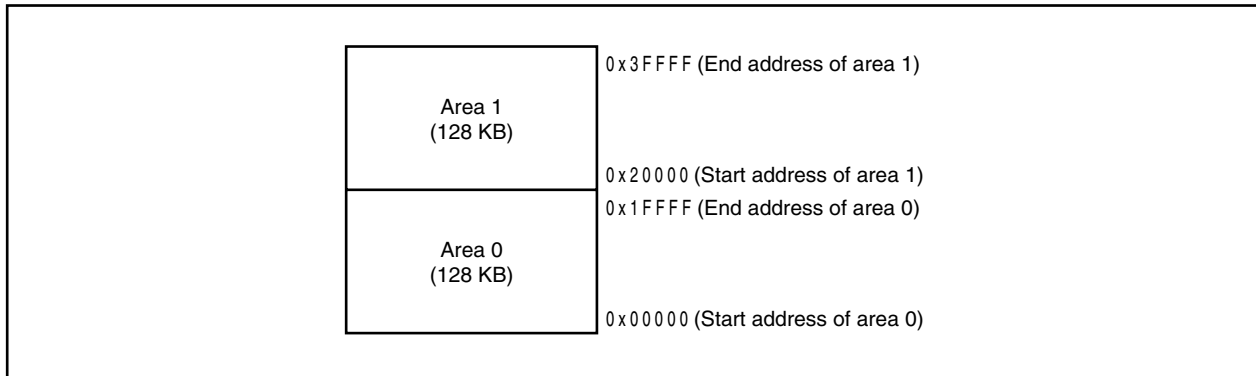 0x3FFFF (End address of area 1)
Area 1
(128 KB)
0x20000 (Start address of area 1)
0x1FFFF (End address of area 0)
Area 0
(128 KB)
0x00000 (Start address of area 0)